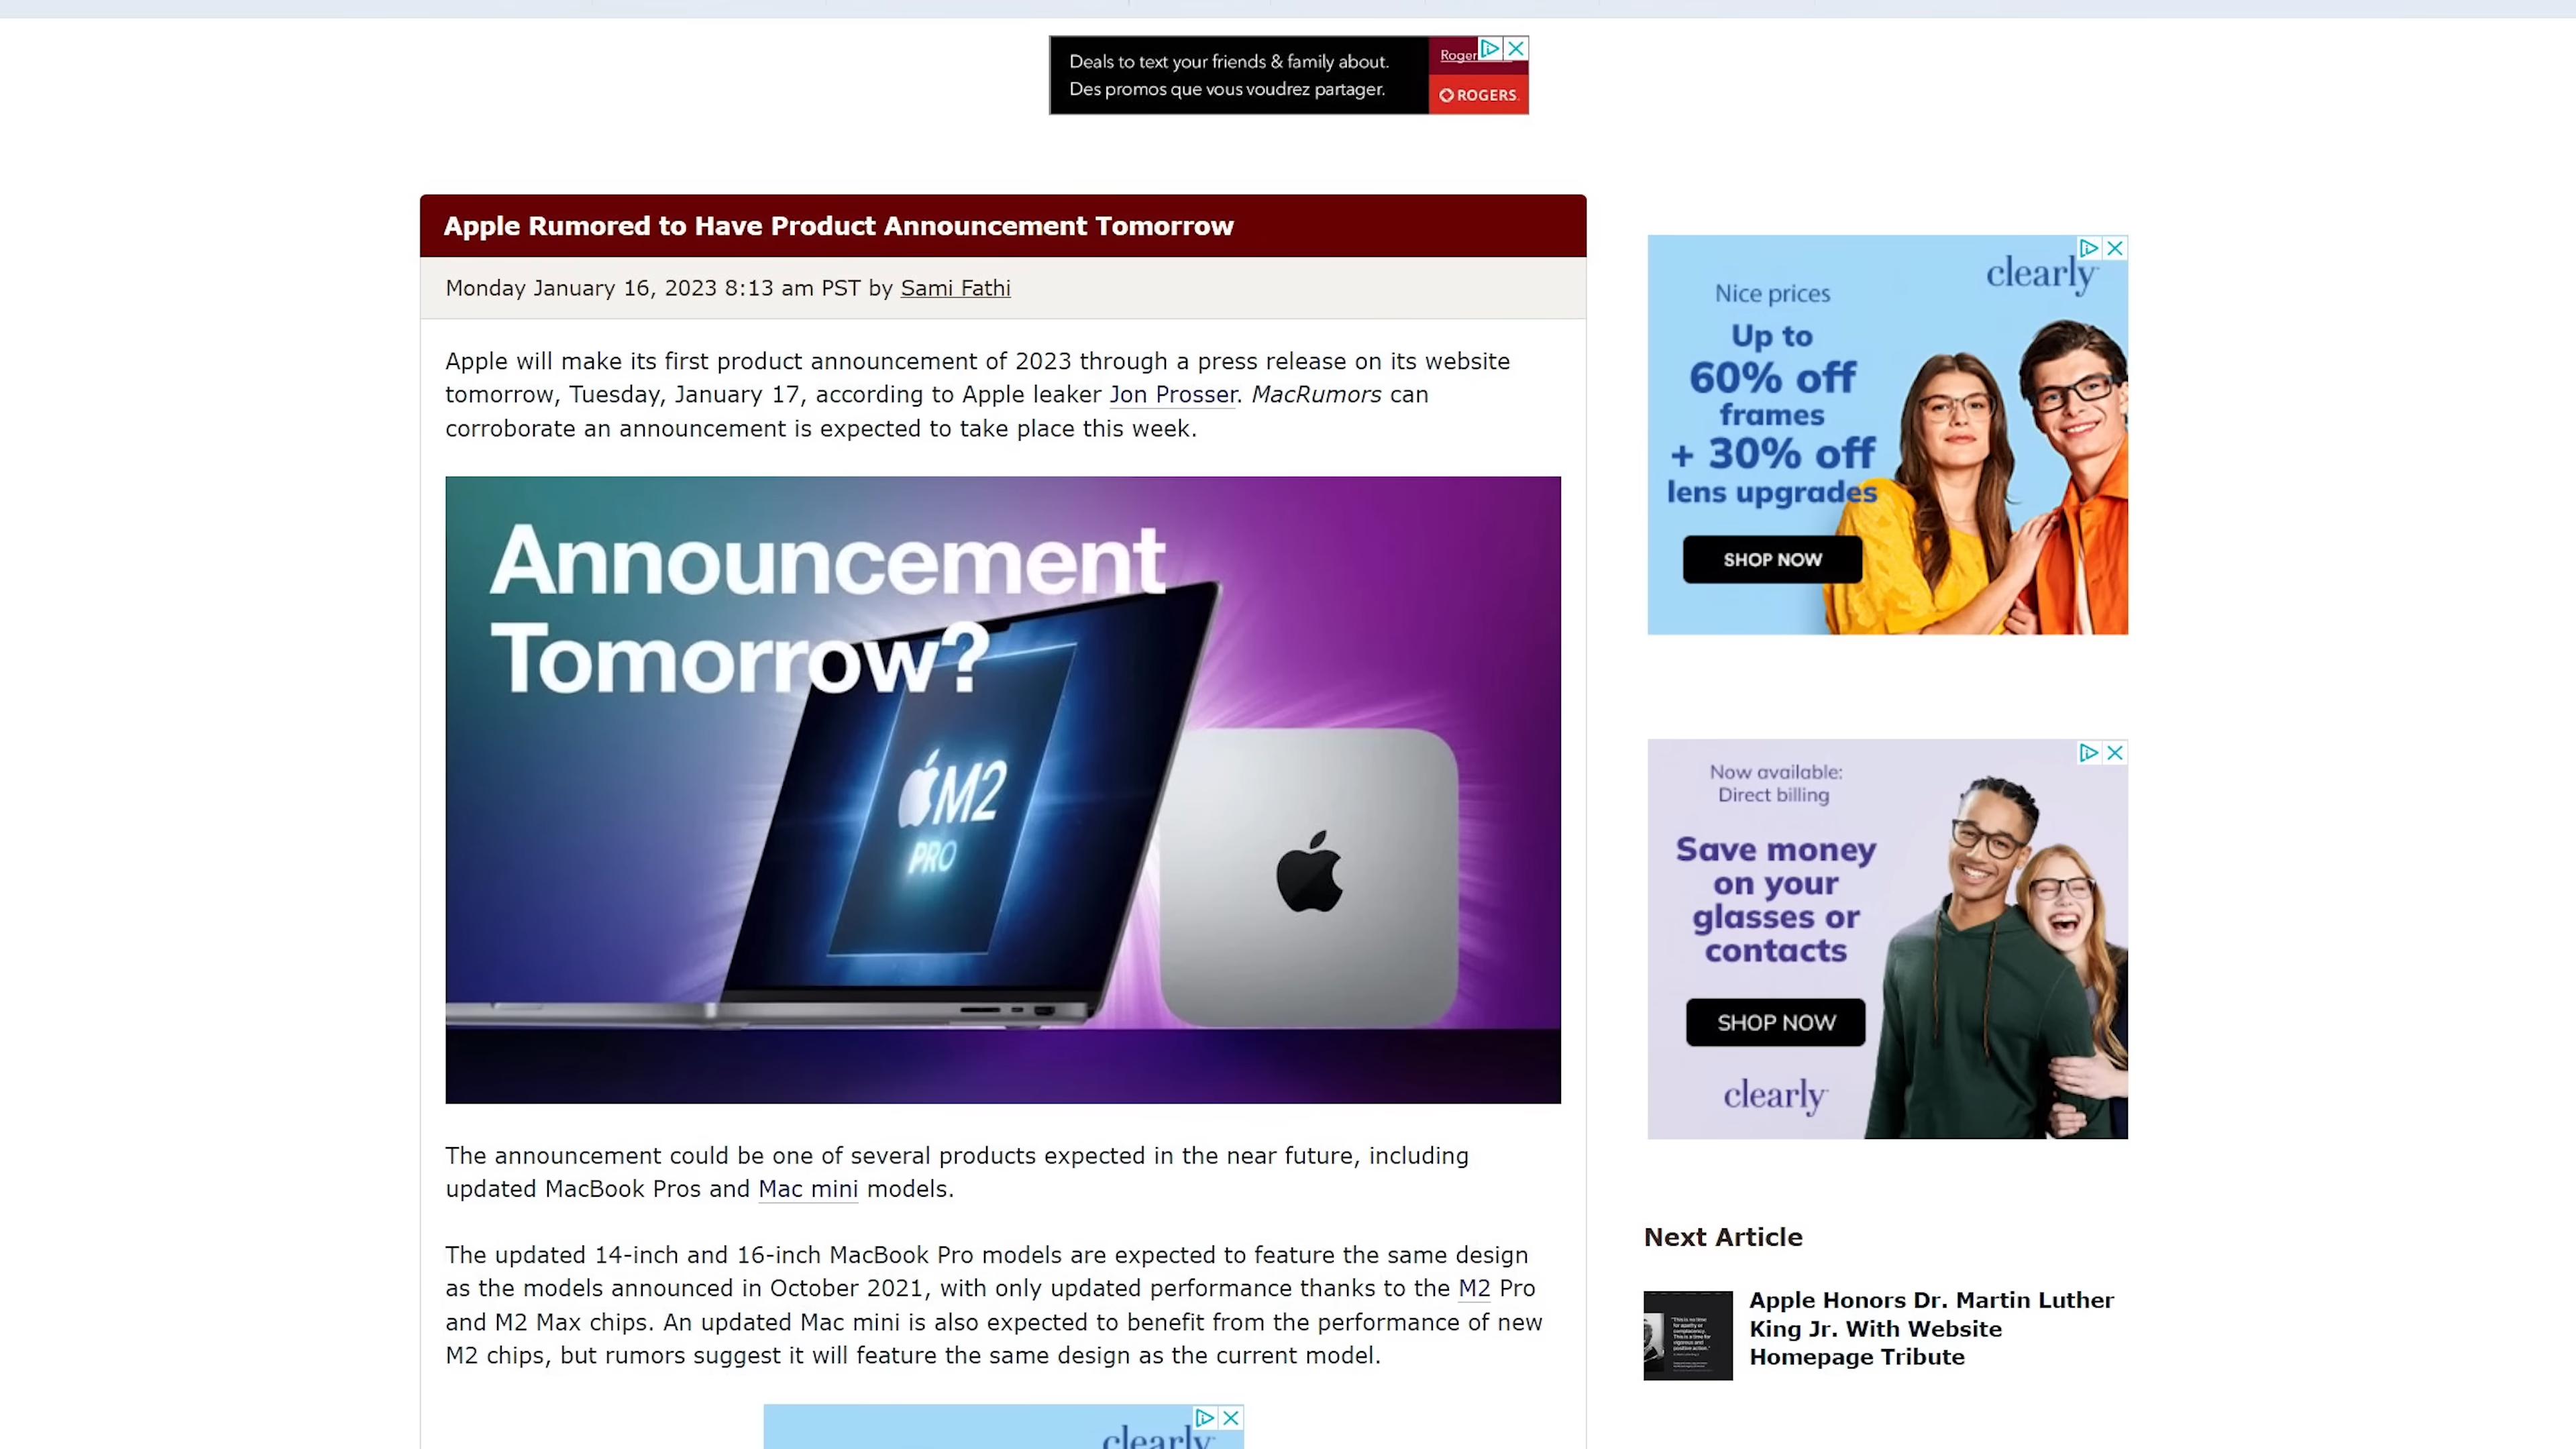 Deals to text your friends & family about.
Des promos que vous voudrez partager.
Roger
ROGERS
Apple Rumored to Have Product Announcement Tomorrow
Monday January 16, 2023 8:13 am PST by Sami Fathi
Apple will make its first product announcement of 2023 through a press release on its website
tomorrow, Tuesday, January 17, according to Apple leaker Jon Prosser. MacRumors can
corroborate an announcement is expected to take place this week.
Announcement
Tomorrow?
M2
PRO
The announcement could be one of several products expected in the near future, including
updated MacBook Pros and Mac mini models.
The updated 14-inch and 16-inch MacBook Pro models are expected to feature the same design
as the models announced in October 2021, with only updated performance thanks to the M2 Pro
and M2 Max chips. An updated Mac mini is also expected to benefit from the performance of new
M2 chips, but rumors suggest it will feature the same design as the current model.
clearly
clearly
Nice prices
Up to
60% off
frames
+ 30% off
lens upgrades
SHOP NOW
Now available:
Direct billing
Save money
on your
glasses or
contacts
SHOP NOW
clearly
Next Article
Apple Honors Dr. Martin Luther
King Jr. With Website
Homepage Tribute